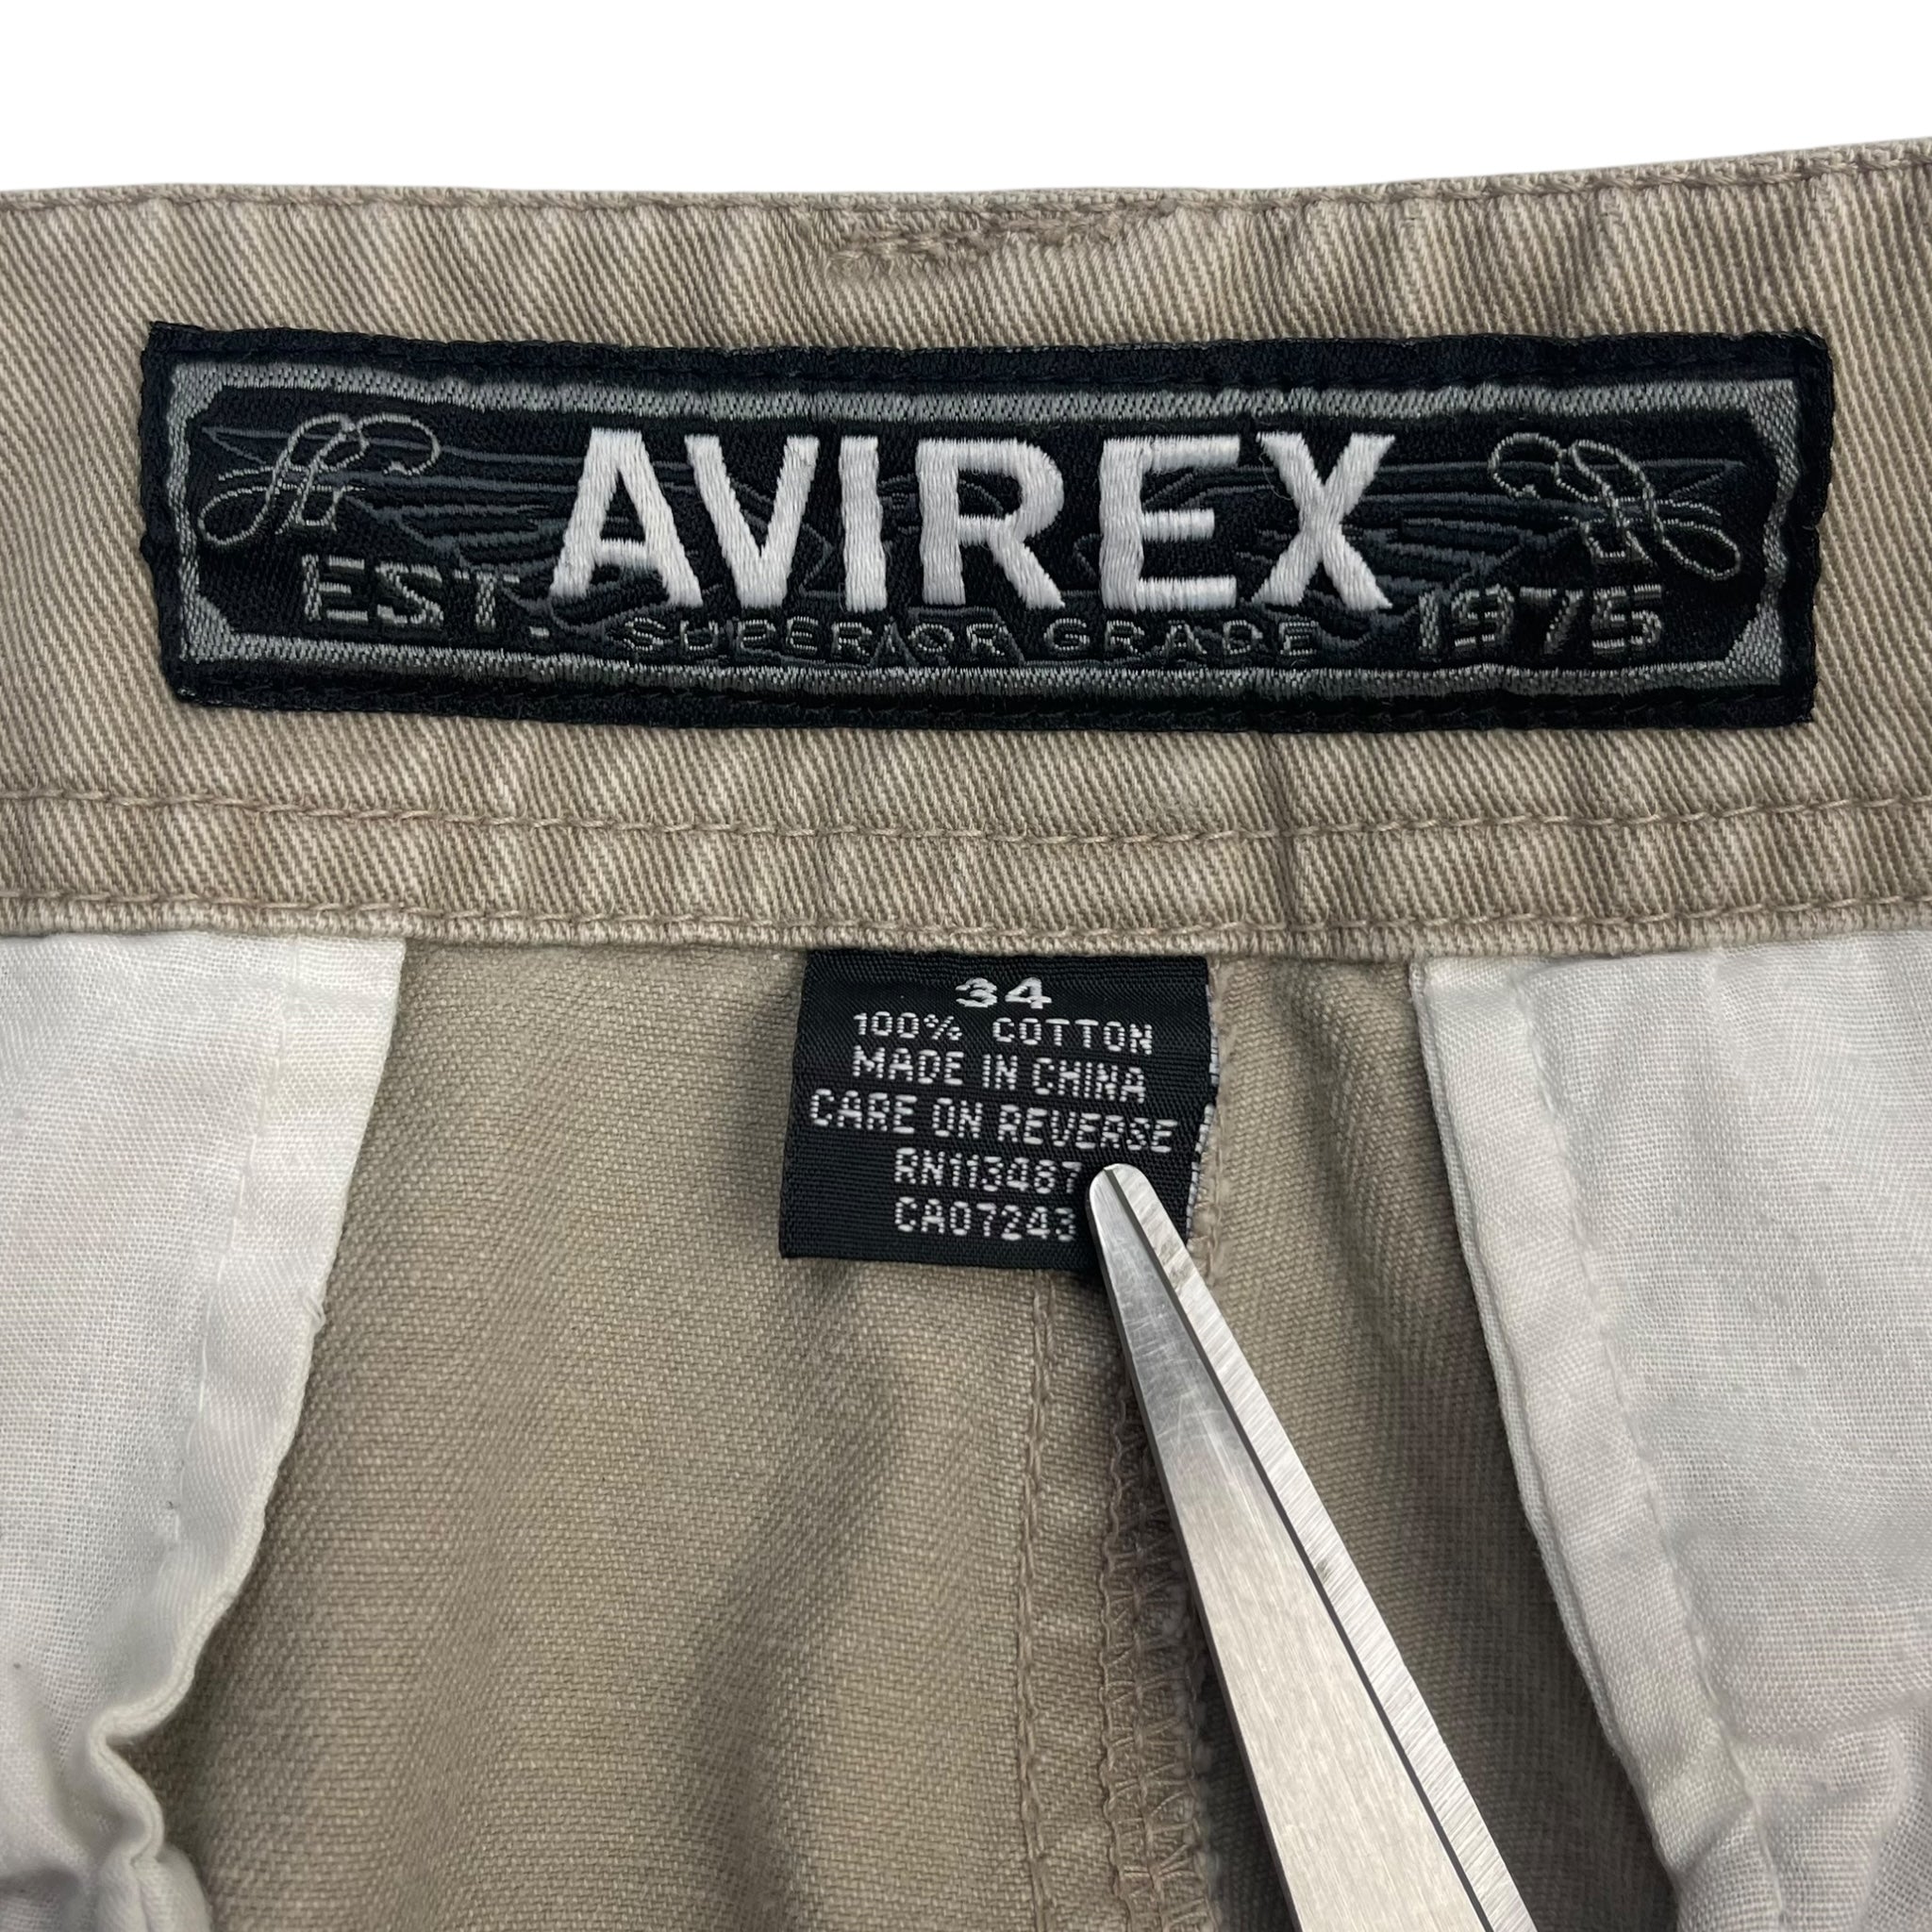 AVIREX
EST. SUPERIOR GRADE 1975
34
100% COTTON
MADE IN CHINA
CARE ON REVERSE
RN113487
CA07243